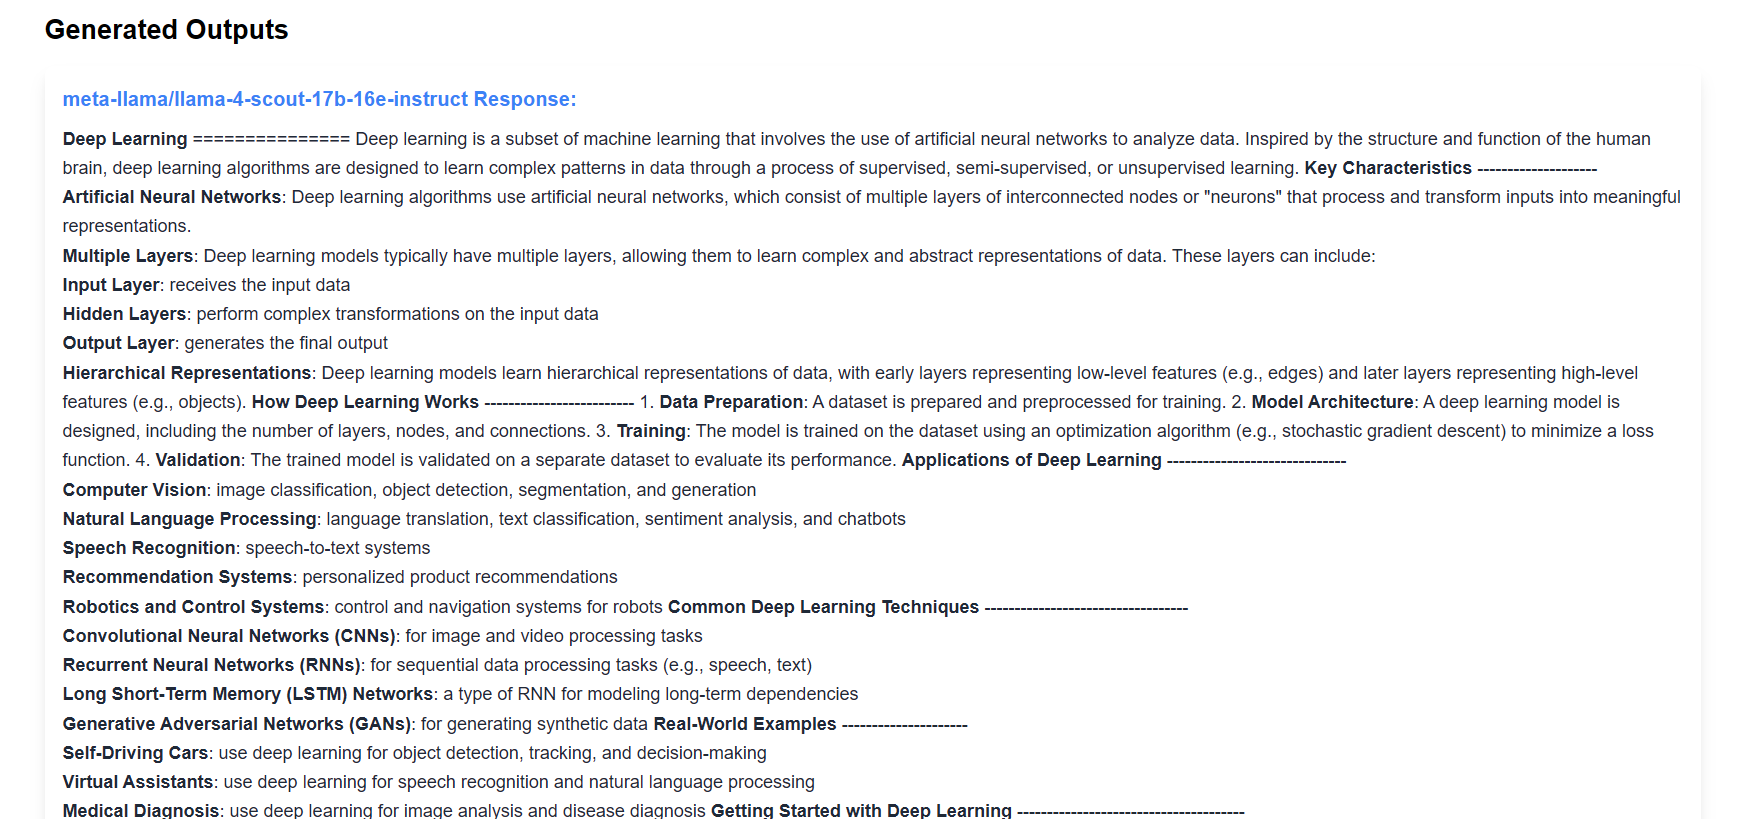 Generated Outputs
meta-llama/llama-4-scout-17b-16e-instruct Response:
Deep Learning =============== Deep learning is a subset of machine learning that involves the use of artificial neural networks to analyze data. Inspired by the structure and function of the human
brain, deep learning algorithms are designed to learn complex patterns in data through a process of supervised, semi-supervised, or unsupervised learning. Key Characteristics --------------------
Artificial Neural Networks: Deep learning algorithms use artificial neural networks, which consist of multiple layers of interconnected nodes or "neurons" that process and transform inputs into meaningful
representations.
Multiple Layers: Deep learning models typically have multiple layers, allowing them to learn complex and abstract representations of data. These layers can include:
Input Layer: receives the input data
Hidden Layers: perform complex transformations on the input data
Output Layer: generates the final output
Hierarchical Representations: Deep learning models learn hierarchical representations of data, with early layers representing low-level features (e.g., edges) and later layers representing high-level
features (e.g., objects). How Deep Learning Works ------------------------- 1. Data Preparation: A dataset is prepared and preprocessed for training. 2. Model Architecture: A deep learning model is
designed, including the number of layers, nodes, and connections. 3. Training: The model is trained on the dataset using an optimization algorithm (e.g., stochastic gradient descent) to minimize a loss
function. 4. Validation: The trained model is validated on a separate dataset to evaluate its performance. Applications of Deep Learning ------------------------------
Computer Vision: image classification, object detection, segmentation, and generation
Natural Language Processing: language translation, text classification, sentiment analysis, and chatbots
Speech Recognition: speech-to-text systems
Recommendation Systems: personalized product recommendations
Robotics and Control Systems: control and navigation systems for robots Common Deep Learning Techniques ----------------------------------
Convolutional Neural Networks (CNNs): for image and video processing tasks
Recurrent Neural Networks (RNNs): for sequential data processing tasks (e.g., speech, text)
Long Short-Term Memory (LSTM) Networks: a type of RNN for modeling long-term dependencies
Generative Adversarial Networks (GANs): for generating synthetic data Real-World Examples ---------------------
Self-Driving Cars: use deep learning for object detection, tracking, and decision-making
Virtual Assistants: use deep learning for speech recognition and natural language processing
Medical Diagnosis: use deep learning for image analysis and disease diagnosis Getting Started with Deep Learning --------------------------------------